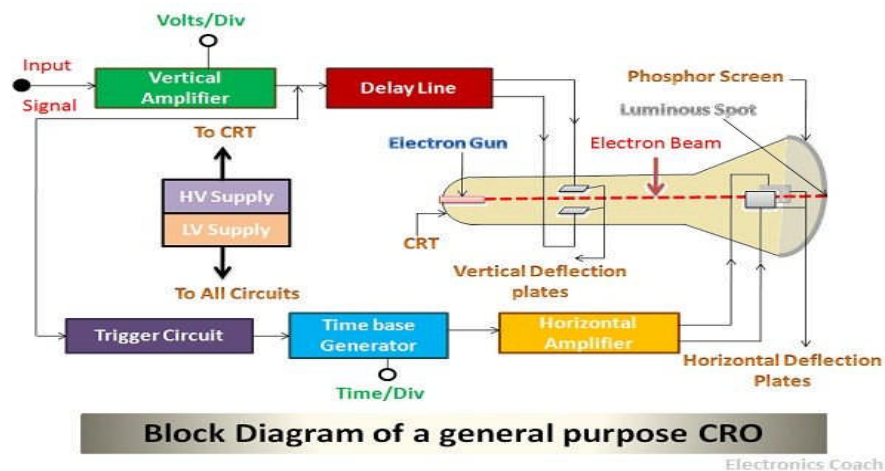 Volts/Div
Input
Signal
Vertical
Amplifier
Delay Line
Phosphor Screen
Luminous Spot
To CRT
Electron Gun
Electron Beam
HV Supply
LV Supply
CRT
Vertical Deflection
plates
To All Circuits
Trigger Circuit
Time base
Generator
Horizontal
Amplifier
Horizontal Deflection
Plates
Time/Div
Block Diagram of a general purpose CRO
Electronics Coach